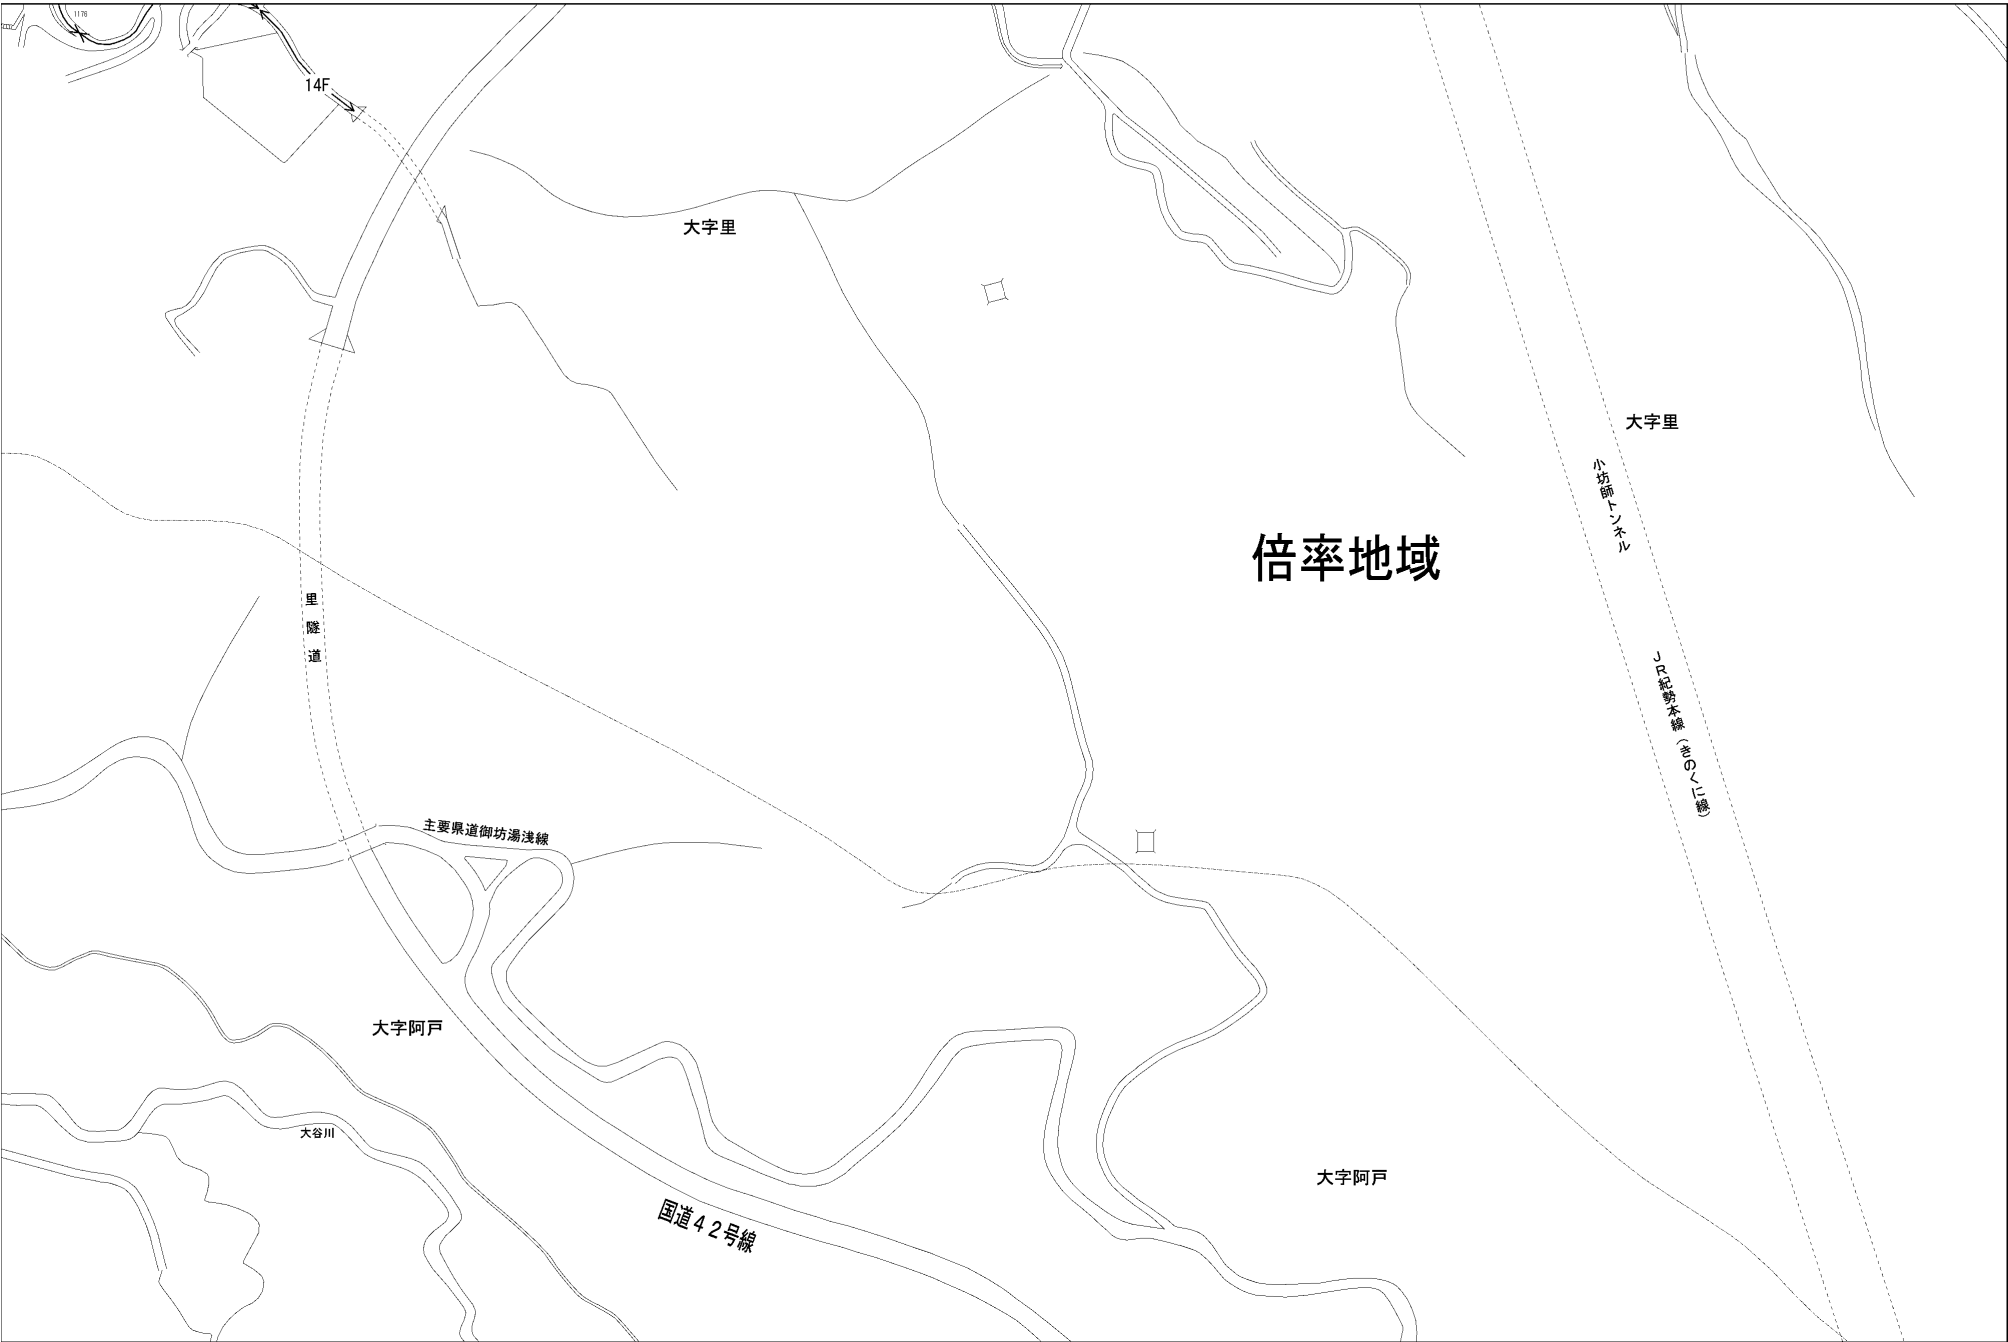 1176
14F
大字里
大字里
小坊師トンネル
倍率地域
里隧道
JR紀勢本線(きのくに線)
主要県道御坊湯浅線
大字阿戸
大谷川
大字阿戸
国道42号線